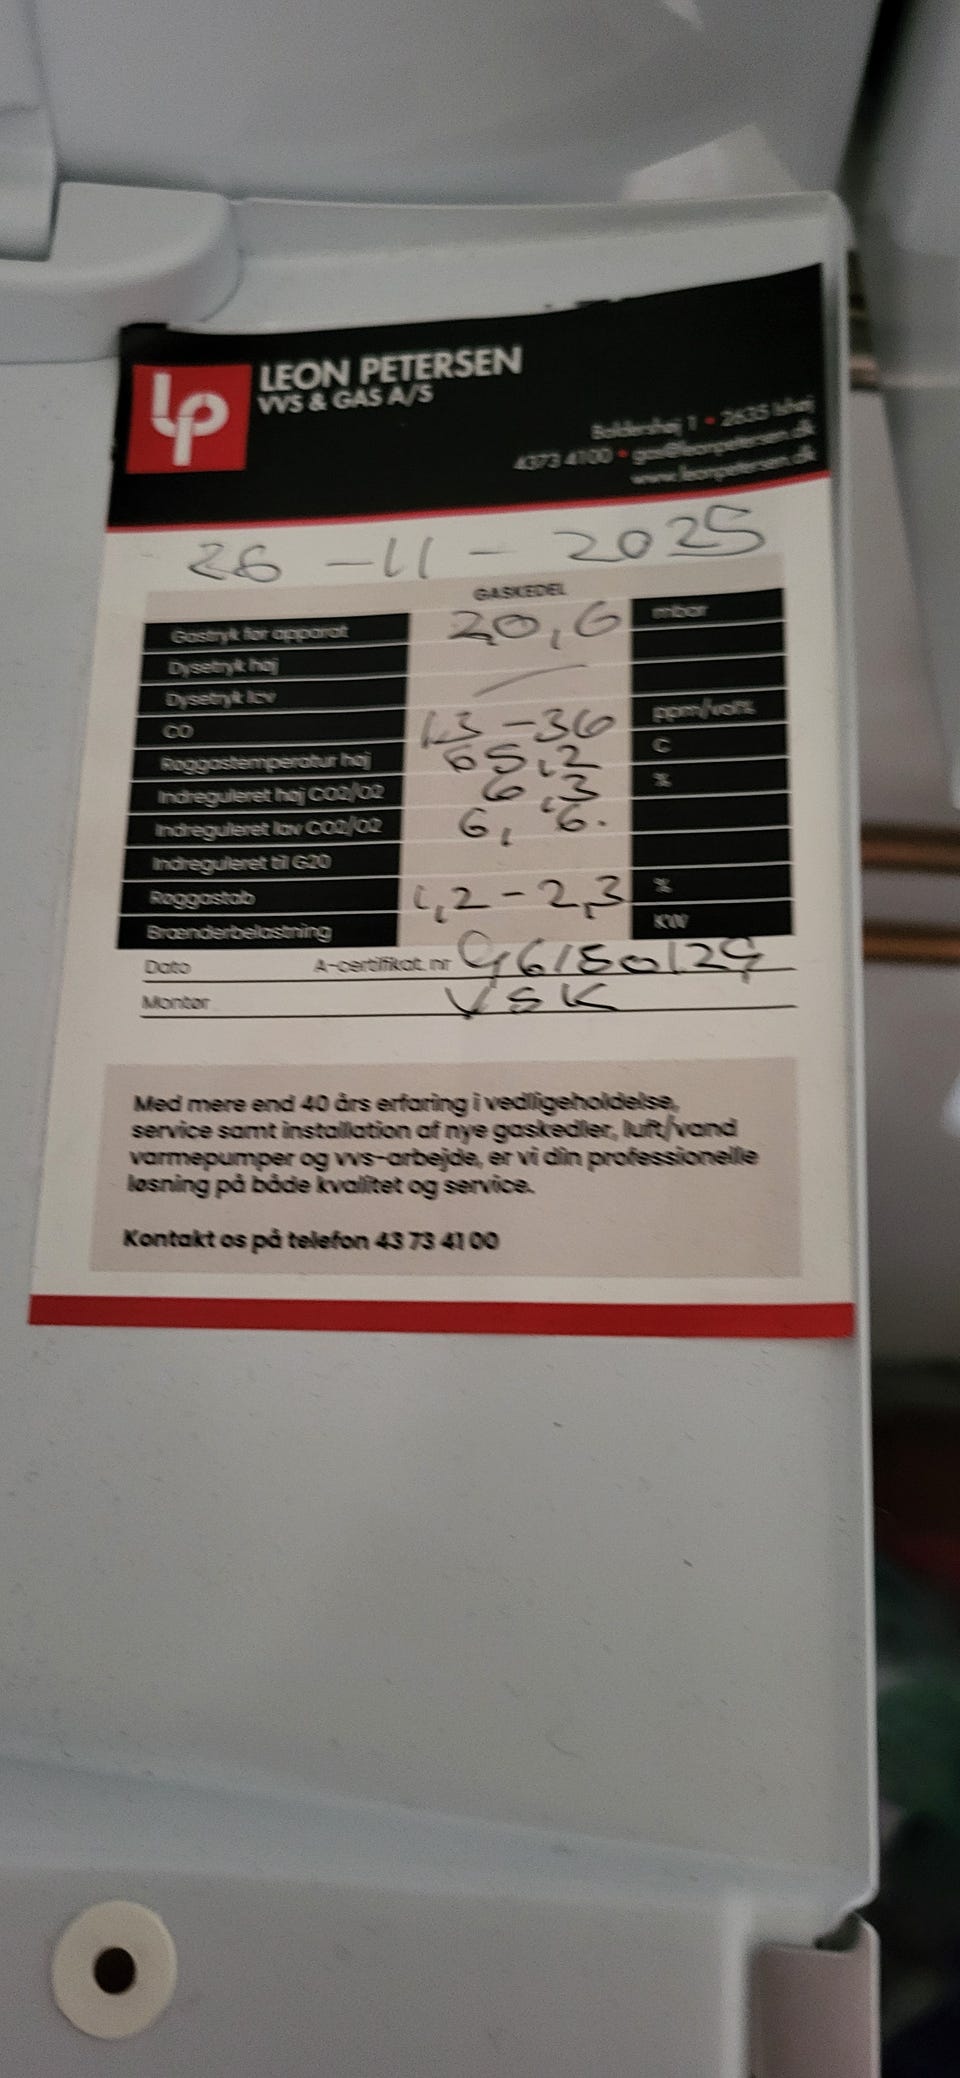 LP
LEON PETERSEN
VVS & GAS A/S
Baldershøj 1 • 2635 Ishøj
4373 4100 • gas@leonpetersen.dk
www.leonpetersen.dk
26 - 11 - 2025
GASKEDEL
Gastryk før apparat 20,6 mbar
Dysetryk høj
Dysetryk lav
CO 13 - 36 ppm/vol%
Røggastemperatur høj 65,2 C
Indreguleret høj CO2/O2 6,3 %
Indreguleret lav CO2/O2 6, 6.
Indreguleret til G20
Røggastab 1,2 - 2,3 %
Brænderbelastning KW
Dato A-certifikat. nr
Montør VSK
Med mere end 40 års erfaring i vedligeholdelse,
service samt installation af nye gaskedler, luft/vand
varmepumper og vvs-arbejde, er vi din professionelle
løsning på både kvalitet og service.
Kontakt os på telefon 43 73 41 00